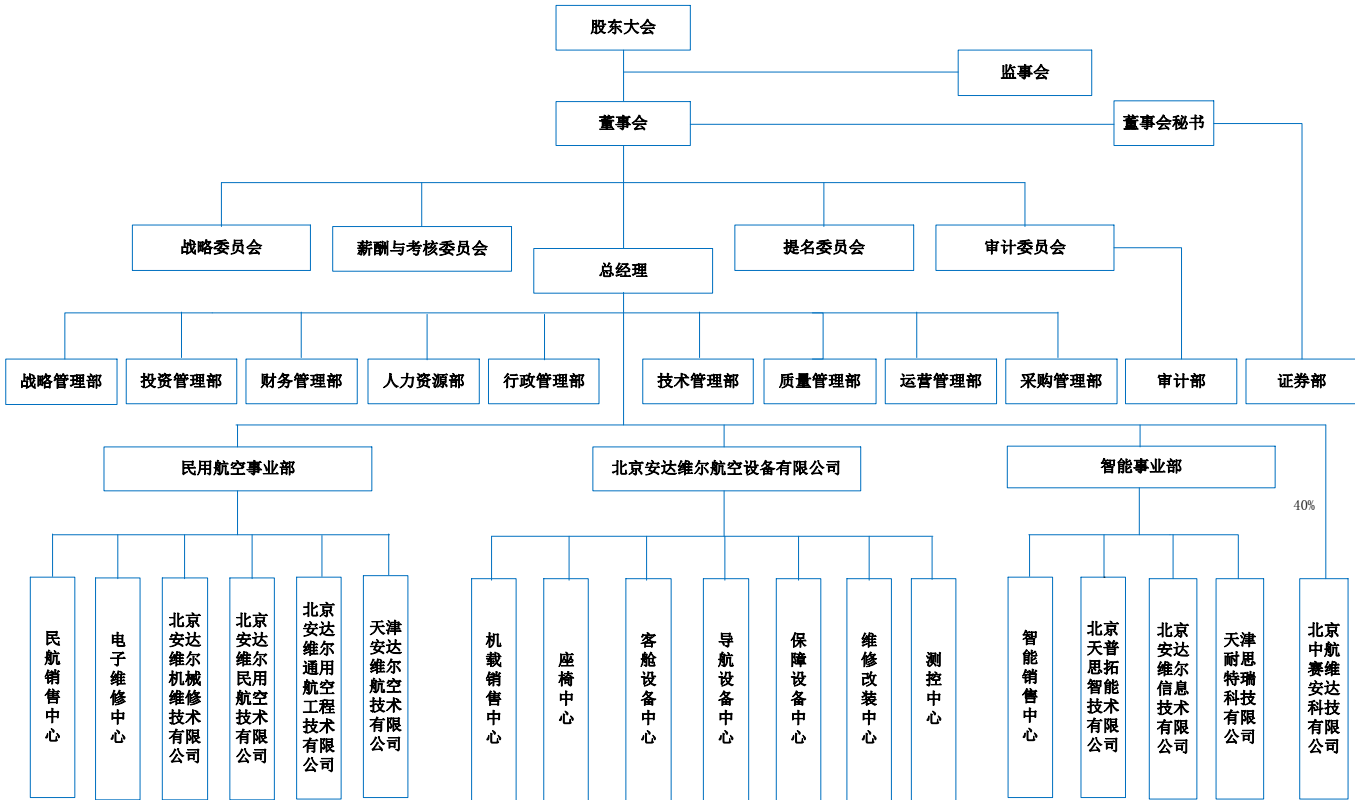 股东大会
监事会
董事会
董事会秘书
战略委员会
薪酬与考核委员会
提名委员会
审计委员会
总经理
战略管理部
投资管理部
财务管理部
人力资源部
行政管理部
技术管理部
质量管理部
运营管理部
采购管理部
审计部
证券部
民用航空事业部
北京安达维尔航空设备有限公司
智能事业部
40%
民航销售中心
电子维修中心
北京
安达
维尔
机械
维修
技术
有限
公司
北京
安达
维尔
民用
航空
技术
有限
公司
北京
安达
维尔
通用
航空
工程
技术
有限
公司
天津
安达
维尔
航空
技术
有限
公司
机载销售中心
座椅中心
客舱设备中心
导航设备中心
保障设备中心
维修改装中心
测控中心
智能销售中心
北京
天普
思拓
智能
技术
有限
公司
北京
安达
维尔
信息
技术
有限
公司
天津
耐思
特瑞
科技
有限
公司
北京
中航
赛维
安达
科技
有限
公司